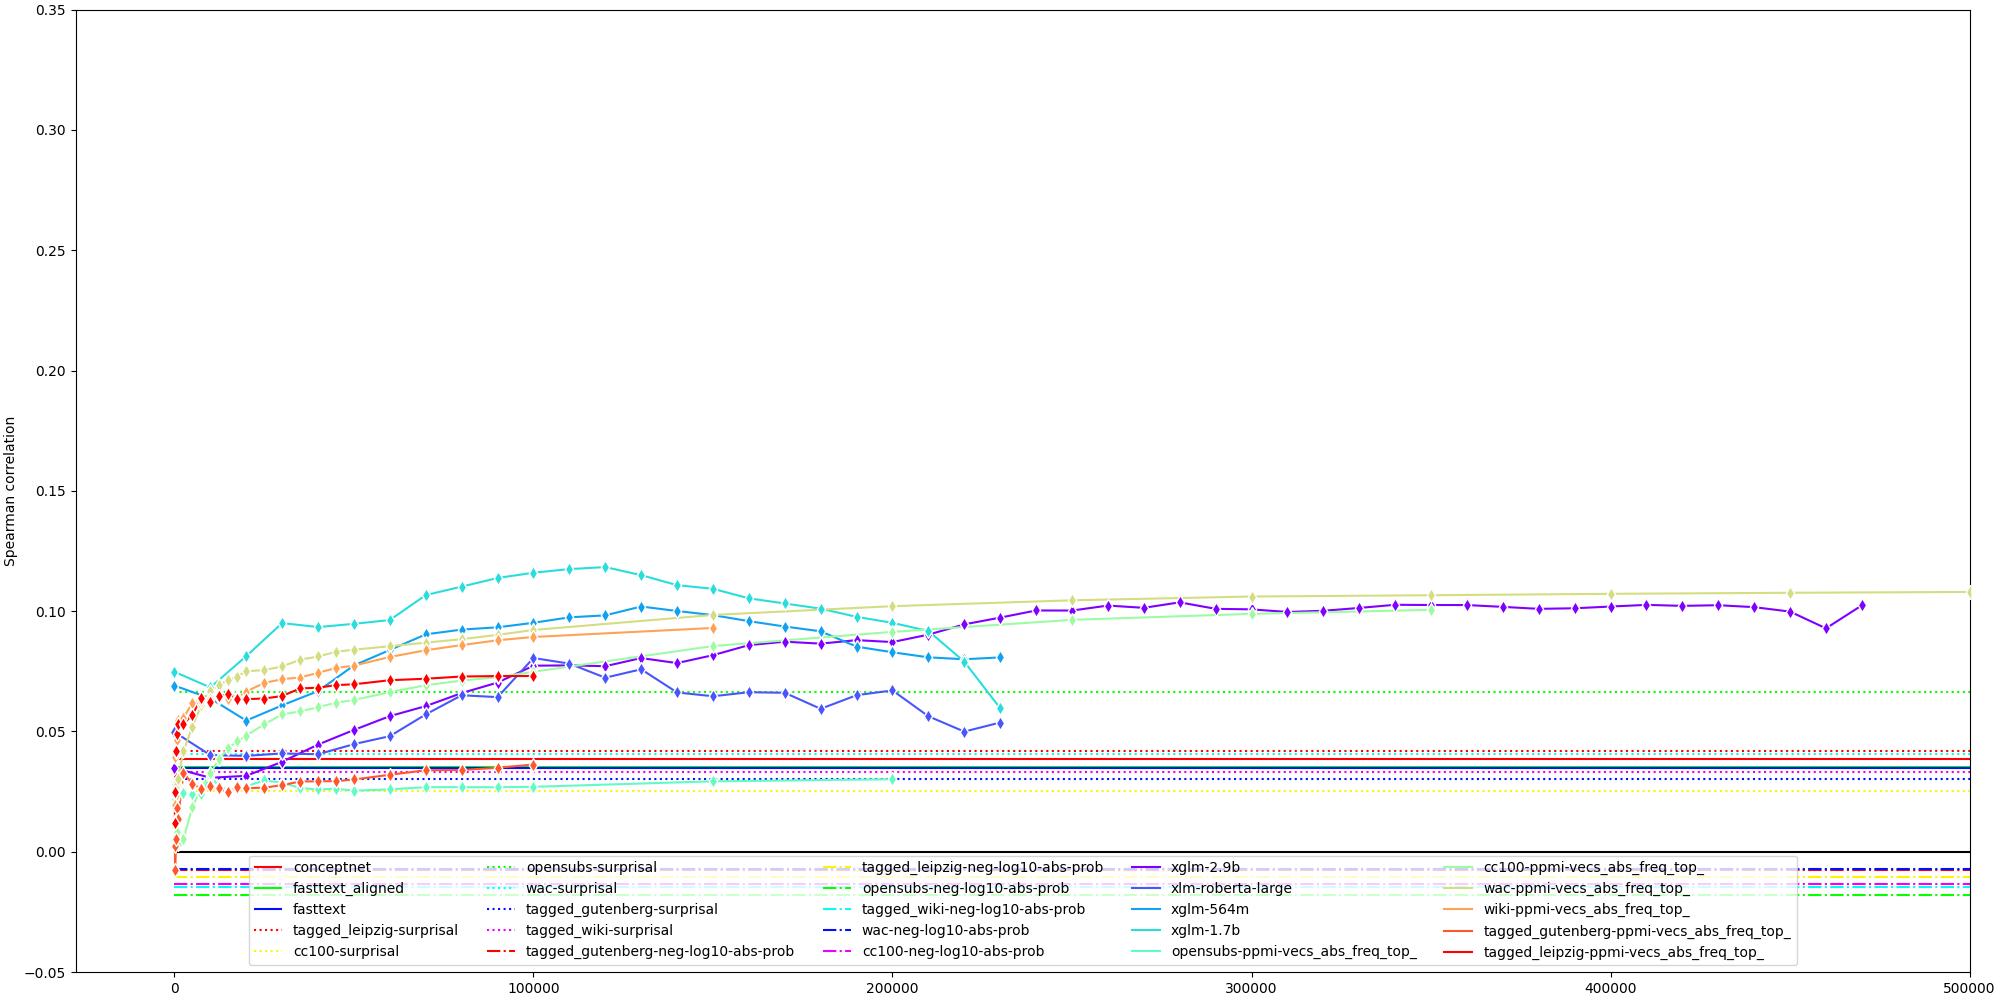 0.35
0.30
0.25
0.20
0.15
0.10
0.05
0.00
−0.05
Spearman correlation
0 100000 200000 300000 400000 500000
conceptnet
fasttext_aligned
fasttext
tagged_leipzig-surprisal
cc100-surprisal
opensubs-surprisal
wac-surprisal
tagged_gutenberg-surprisal
tagged_wiki-surprisal
tagged_gutenberg-neg-log10-abs-prob
tagged_leipzig-neg-log10-abs-prob
opensubs-neg-log10-abs-prob
tagged_wiki-neg-log10-abs-prob
wac-neg-log10-abs-prob
cc100-neg-log10-abs-prob
xglm-2.9b
xlm-roberta-large
xglm-564m
xglm-1.7b
opensubs-ppmi-vecs_abs_freq_top_
cc100-ppmi-vecs_abs_freq_top_
wac-ppmi-vecs_abs_freq_top_
wiki-ppmi-vecs_abs_freq_top_
tagged_gutenberg-ppmi-vecs_abs_freq_top_
tagged_leipzig-ppmi-vecs_abs_freq_top_